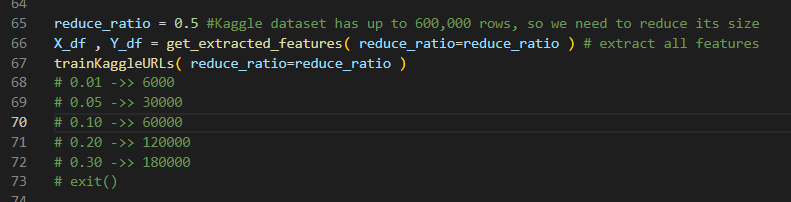 64
65 reduce_ratio = 0.5 #Kaggle dataset has up to 600,000 rows, so we need to reduce its size
66 X_df , Y_df = get_extracted_features( reduce_ratio=reduce_ratio ) # extract all features
67 trainKaggleURLs( reduce_ratio=reduce_ratio )
68 # 0.01 ->> 6000
69 # 0.05 ->> 30000
70 # 0.10 ->> 60000
71 # 0.20 ->> 120000
72 # 0.30 ->> 180000
73 # exit()
74